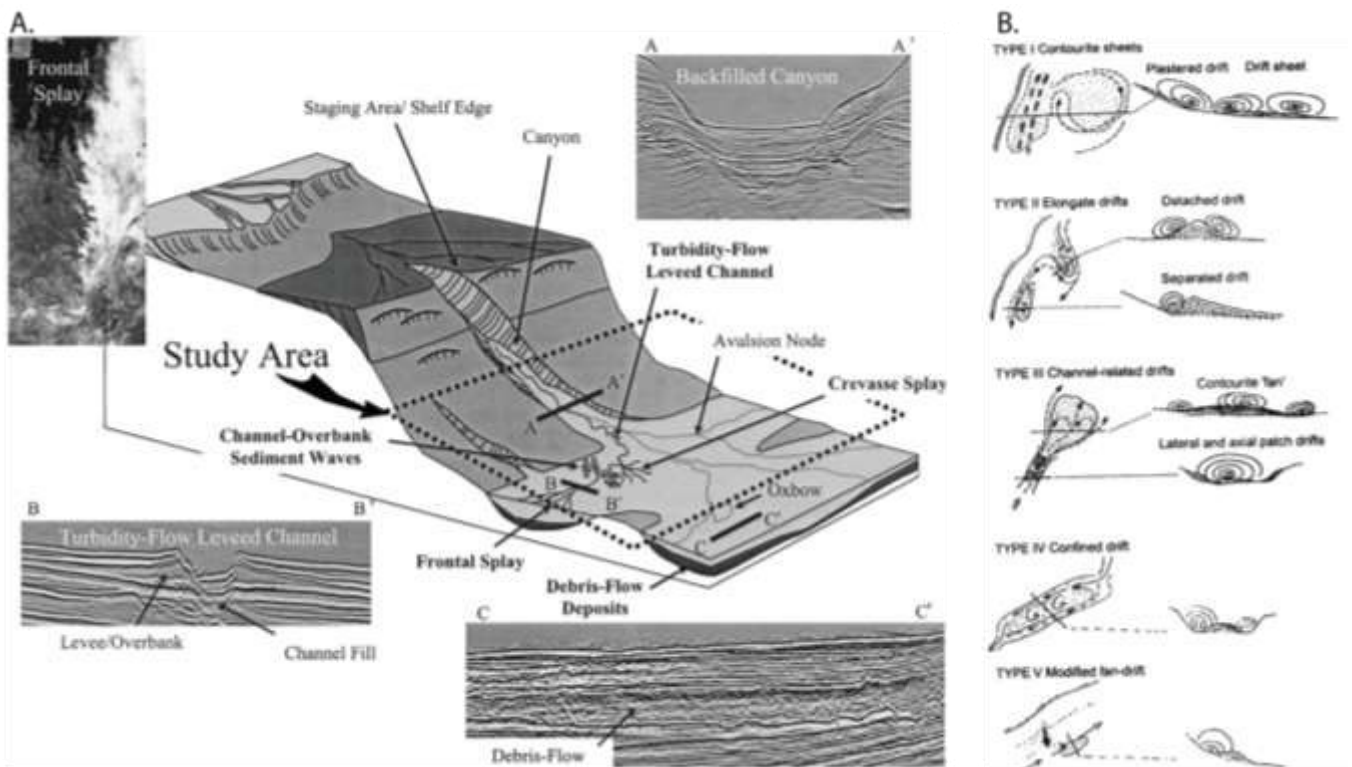 A.
Frontal
Splay
Staging Area/ Shelf Edge
Canyon
A
A'
Backfilled Canyon
Turbidity-Flow
Leveed Channel
Avulsion Node
Crevasse Splay
Study Area
A'
A
Channel-Overbank
Sediment Waves
B
B'
Oxbow
C'
C
Frontal Splay
Debris-Flow
Deposits
B
B'
Turbidity-Flow Leveed Channel
Levee/Overbank
Channel Fill
C
C'
Debris-Flow
B.
TYPE I Contourite sheets
Plastered drift
Drift sheet
TYPE II Elongate drifts
Detached drift
Separated drift
TYPE III Channel-related drifts
Contourite 'fan'
Lateral and axial patch drifts
TYPE IV Confined drift
TYPE V Modified fan-drift